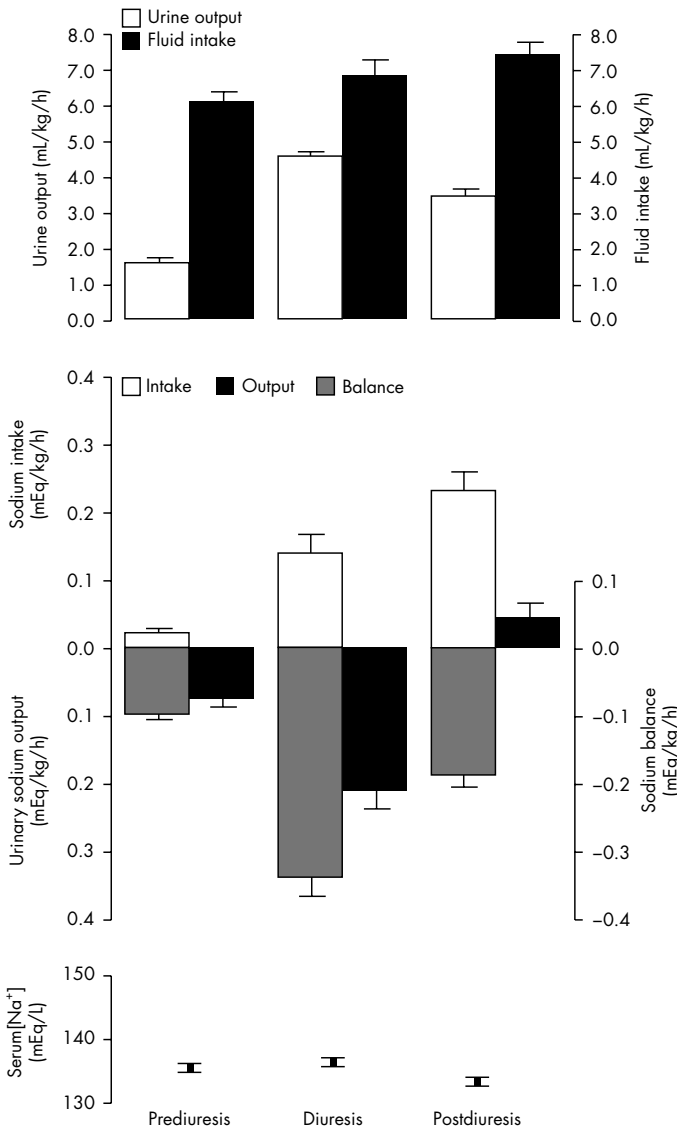 Urine output
Fluid intake
8.0
7.0
6.0
5.0
4.0
3.0
2.0
1.0
0.0
Urine output (mL/kg/h)
8.0
7.0
6.0
5.0
4.0
3.0
2.0
1.0
0.0
Fluid intake (mL/kg/h)
Intake
Output
Balance
0.4
0.3
0.2
0.1
0.0
0.1
0.2
0.3
0.4
Sodium intake
(mEq/kg/h)
Urinary sodium output
(mEq/kg/h)
0.1
0.0
−0.1
−0.2
−0.3
−0.4
Sodium balance
(mEq/kg/h)
150
140
130
Serum[Na⁺]
(mEq/L)
Prediuresis
Diuresis
Postdiuresis